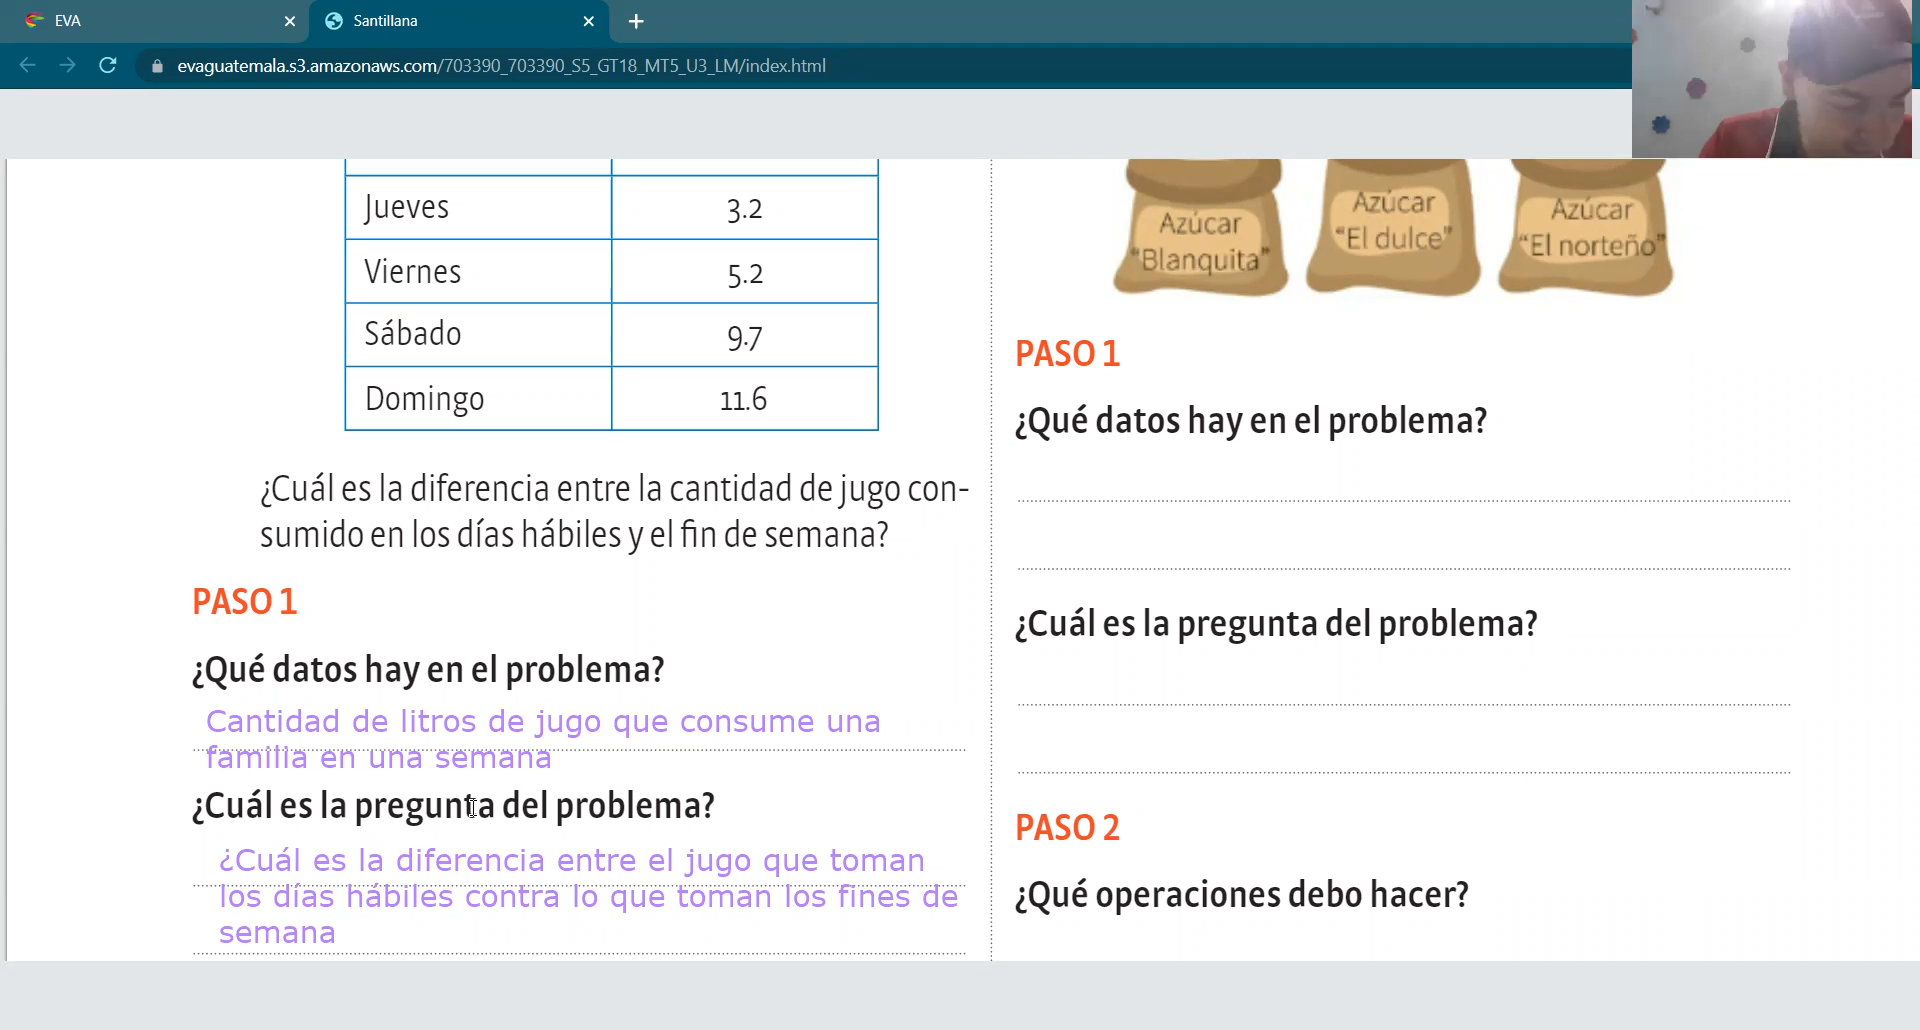 EVA
Santillana
evaguatemala.s3.amazonaws.com/703390_703390_S5_GT18_MT5_U3_LM/index.html
Jueves 3.2
Viernes 5.2
Sábado 9.7
Domingo 11.6
¿Cuál es la diferencia entre la cantidad de jugo con-
sumido en los días hábiles y el fin de semana?
PASO 1
¿Qué datos hay en el problema?
Cantidad de litros de jugo que consume una
familia en una semana
¿Cuál es la pregunta del problema?
¿Cuál es la diferencia entre el jugo que toman
los días hábiles contra lo que toman los fines de
semana
Azúcar
"Blanquita"
Azúcar
"El dulce"
Azúcar
"El norteño"
PASO 1
¿Qué datos hay en el problema?
¿Cuál es la pregunta del problema?
PASO 2
¿Qué operaciones debo hacer?